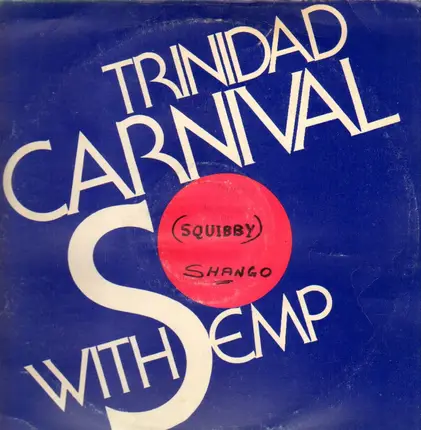 TRINIDAD
CARNIVAL
(SQUIBBY)
SHANGO
WITH SEMP